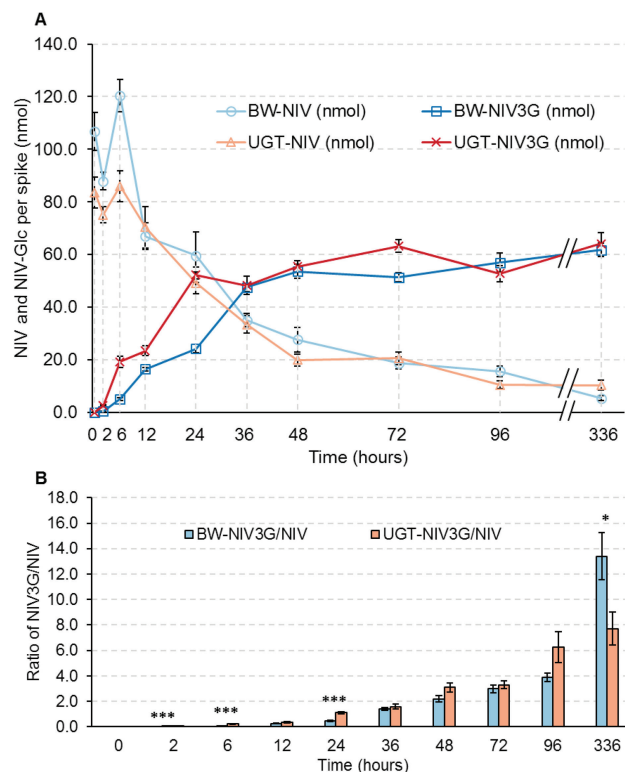 A
140.0
120.0
100.0
80.0
60.0
40.0
20.0
0.0
NIV and NIV-Glc per spike (nmol)
BW-NIV (nmol)
BW-NIV3G (nmol)
UGT-NIV (nmol)
UGT-NIV3G (nmol)
0 2 6 12 24 36 48 72 96 336
Time (hours)
B
18.0
16.0
14.0
12.0
10.0
8.0
6.0
4.0
2.0
0.0
Ratio of NIV3G/NIV
BW-NIV3G/NIV
UGT-NIV3G/NIV
*
*** *** ***
0 2 6 12 24 36 48 72 96 336
Time (hours)